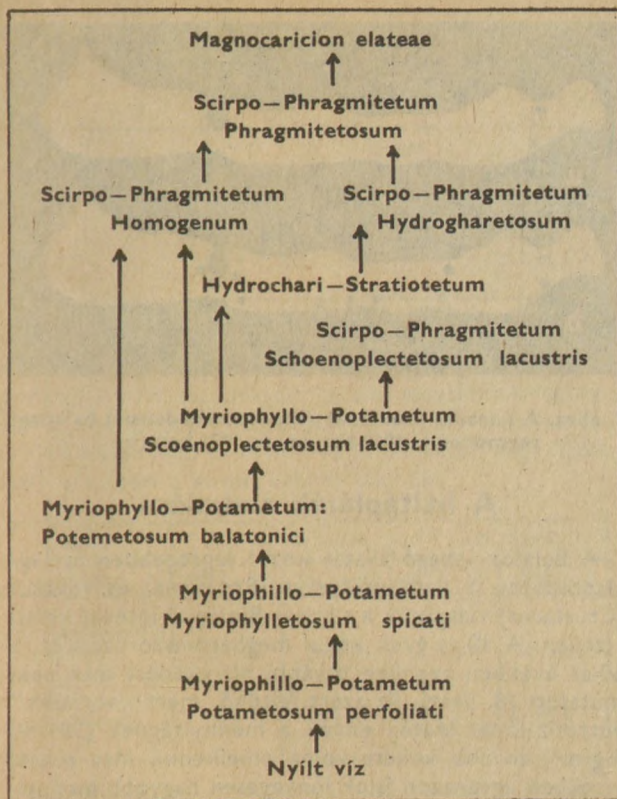 Magnocaricion elateae
Scirpo—Phragmitetum
Phragmitetosum
Scirpo—Phragmitetum
Homogenum
Scirpo—Phragmitetum
Hydrogharetosum
Hydrochari—Stratiotetum
Scirpo—Phragmitetum
Schoenoplectetosum lacustris
Myriophyllo—Potametum
Scoenoplectetosum lacustris
Myriophyllo—Potametum:
Potemetosum balatonici
Myriophillo—Potametum
Myriophylletosum spicati
Myriophillo—Potametum
Potametosum perfoliati
Nyílt víz